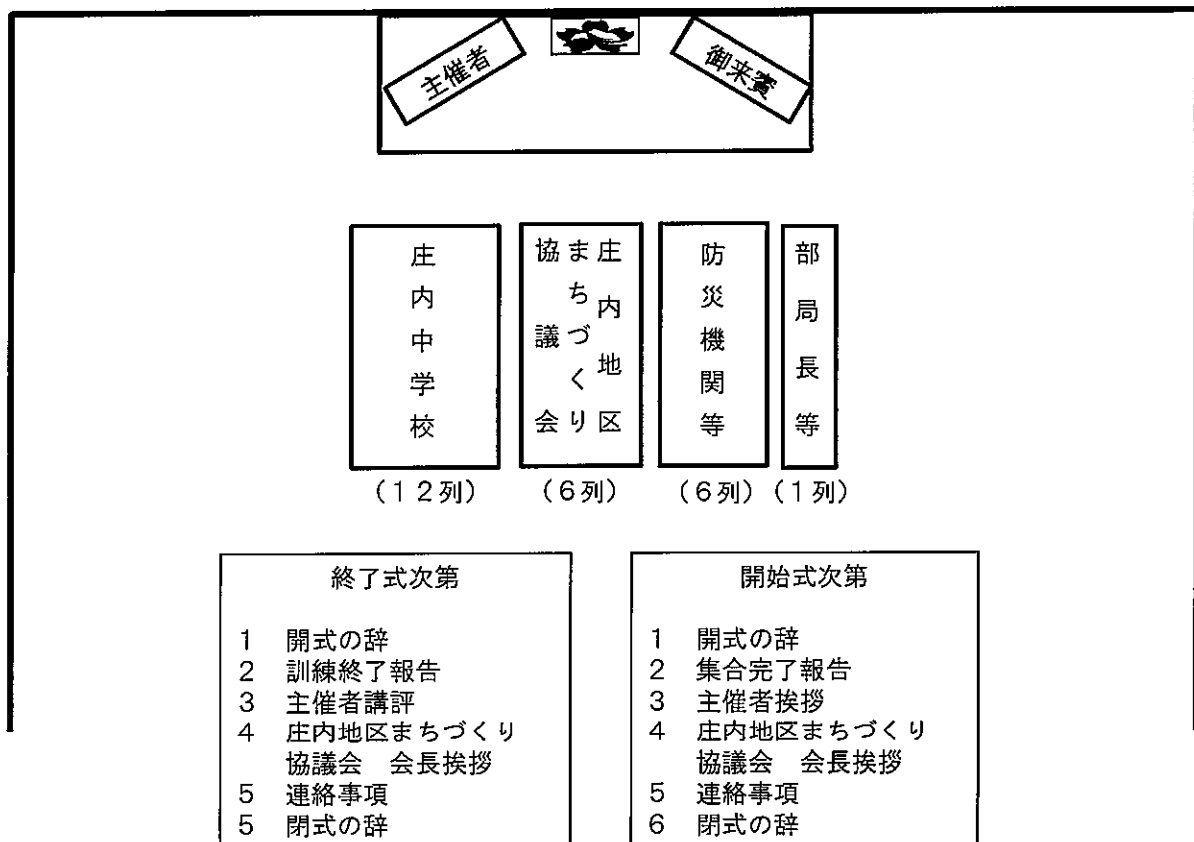 主催者
御来賓
庄内中学校
庄内地区
まちづくり
協議会
防災機関等
部局長等
(12列)
(6列)
(6列)
(1列)
終了式次第
1 開式の辞
2 訓練終了報告
3 主催者講評
4 庄内地区まちづくり
協議会 会長挨拶
5 連絡事項
5 閉式の辞
開始式次第
1 開式の辞
2 集合完了報告
3 主催者挨拶
4 庄内地区まちづくり
協議会 会長挨拶
5 連絡事項
6 閉式の辞